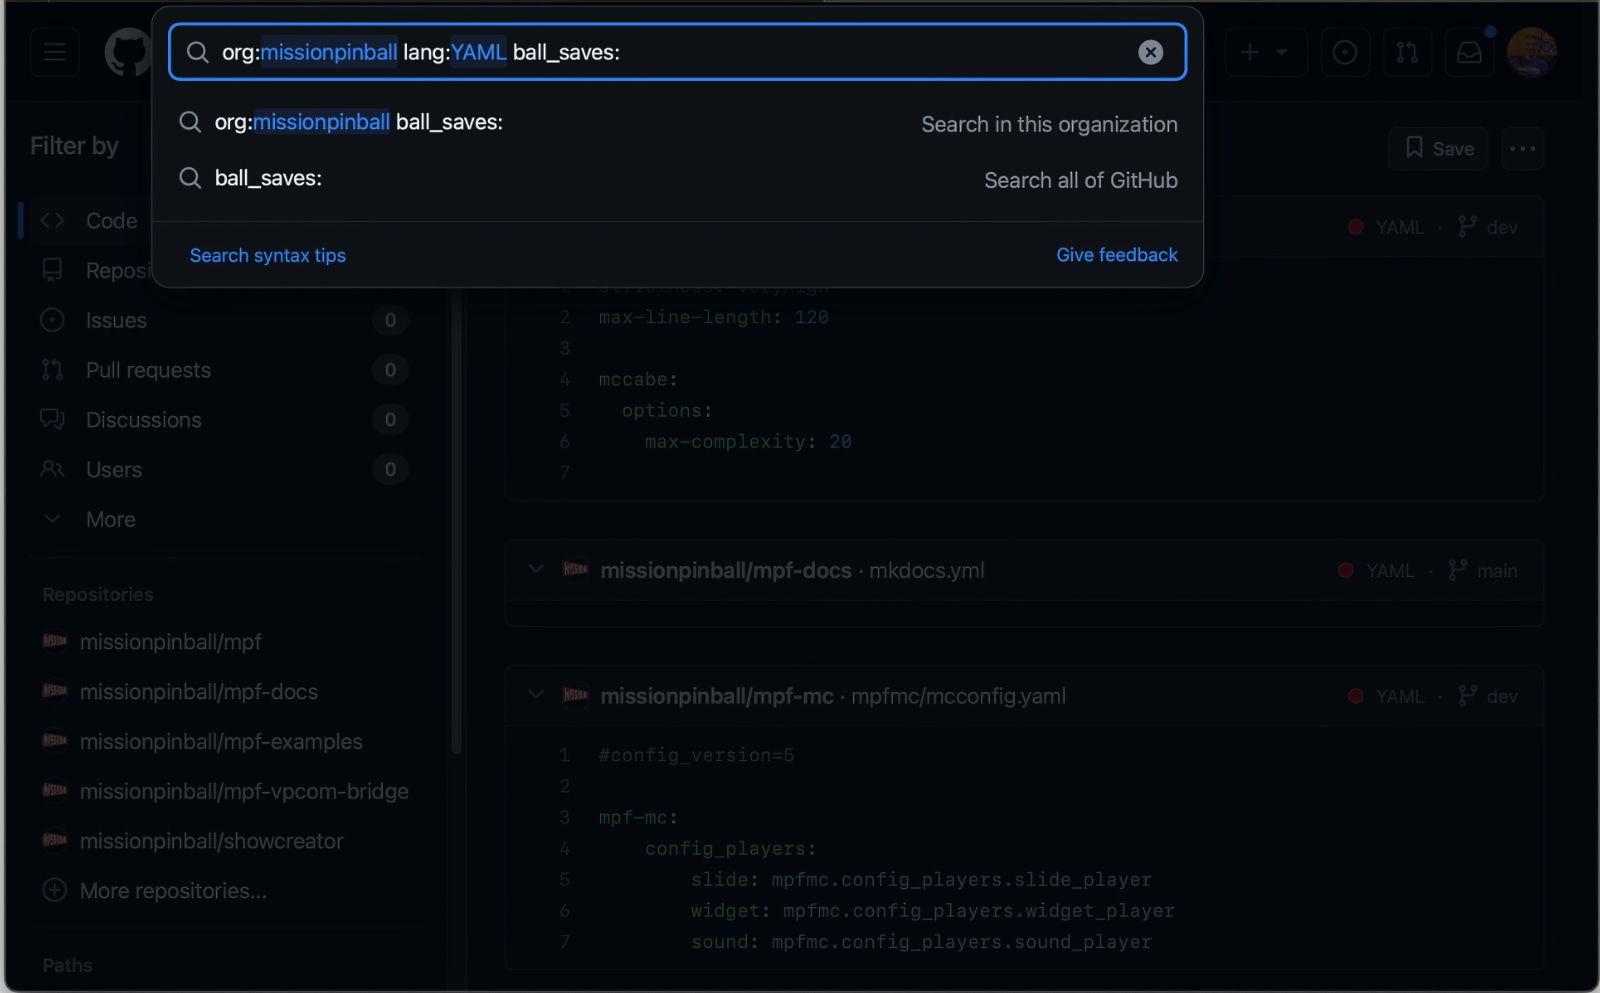 org:missionpinball lang:YAML ball_saves:
org:missionpinball ball_saves: Search in this organization
ball_saves: Search all of GitHub
Search syntax tips Give feedback
Filter by
Save
Code
Issues 0
Pull requests 0
Discussions 0
Users 0
More
Repositories
missionpinball/mpf
missionpinball/mpf-docs
missionpinball/mpf-examples
missionpinball/mpf-vpcom-bridge
missionpinball/showcreator
More repositories...
Paths
YAML · dev
2 max-line-length: 120
3
4 mccabe:
5 options:
6 max-complexity: 20
7
missionpinball/mpf-docs · mkdocs.yml YAML · main
missionpinball/mpf-mc · mpfmc/mcconfig.yaml YAML · dev
1 #config_version=5
2
3 mpf-mc:
4 config_players:
5 slide: mpfmc.config_players.slide_player
6 widget: mpfmc.config_players.widget_player
7 sound: mpfmc.config_players.sound_player